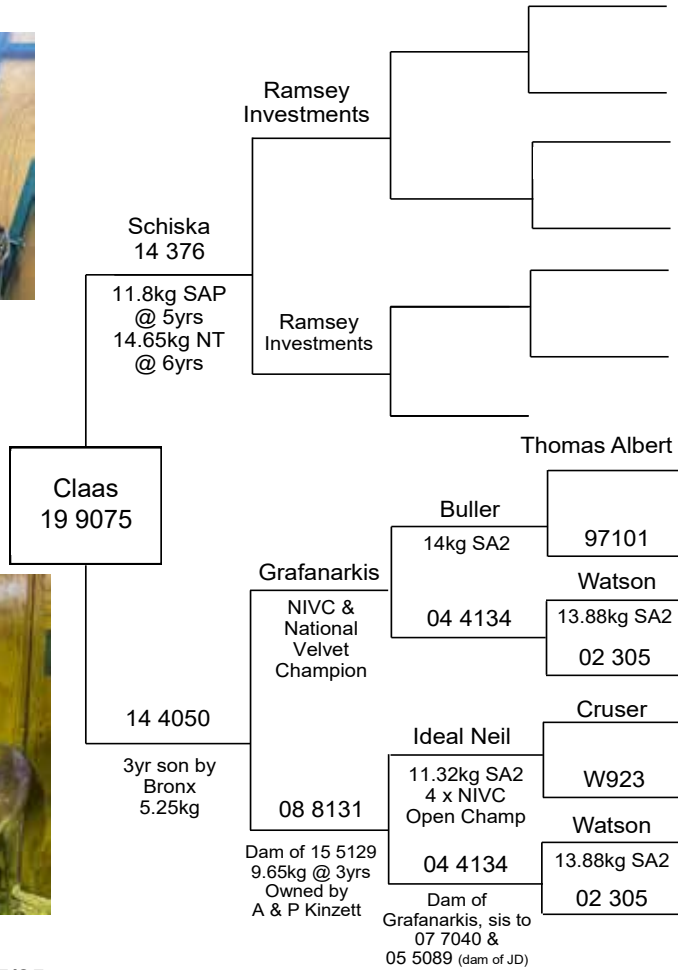 Ramsey
Investments
Schiska
14 376
11.8kg SAP
@ 5yrs
14.65kg NT
@ 6yrs
Ramsey
Investments
Claas
19 9075
Thomas Albert
Buller
14kg SA2
97101
Grafanarkis
NIVC &
National
Velvet
Champion
04 4134
Watson
13.88kg SA2
02 305
14 4050
3yr son by
Bronx
5.25kg
08 8131
Dam of 15 5129
9.65kg @ 3yrs
Owned by
A & P Kinzett
Ideal Neil
11.32kg SA2
4 x NIVC
Open Champ
Cruser
W923
04 4134
Dam of
Grafanarkis, sis to
07 7040 &
05 5089 (dam of JD)
Watson
13.88kg SA2
02 305